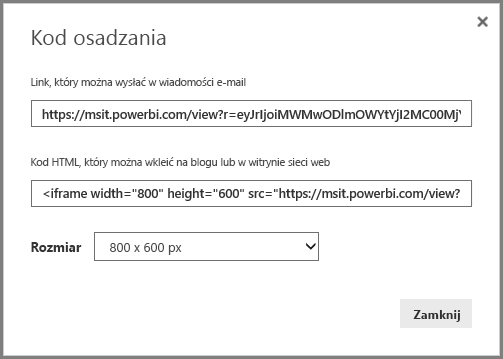 Kod osadzania
Link, który można wysłać w wiadomości e-mail
https://msit.powerbi.com/view?r=eyJrIjoiMWMwODlmOWYtYjI2MC00MjY
Kod HTML, który można wkleić na blogu lub w witrynie sieci web
<iframe width="800" height="600" src="https://msit.powerbi.com/view?
Rozmiar 800 x 600 px
Zamknij